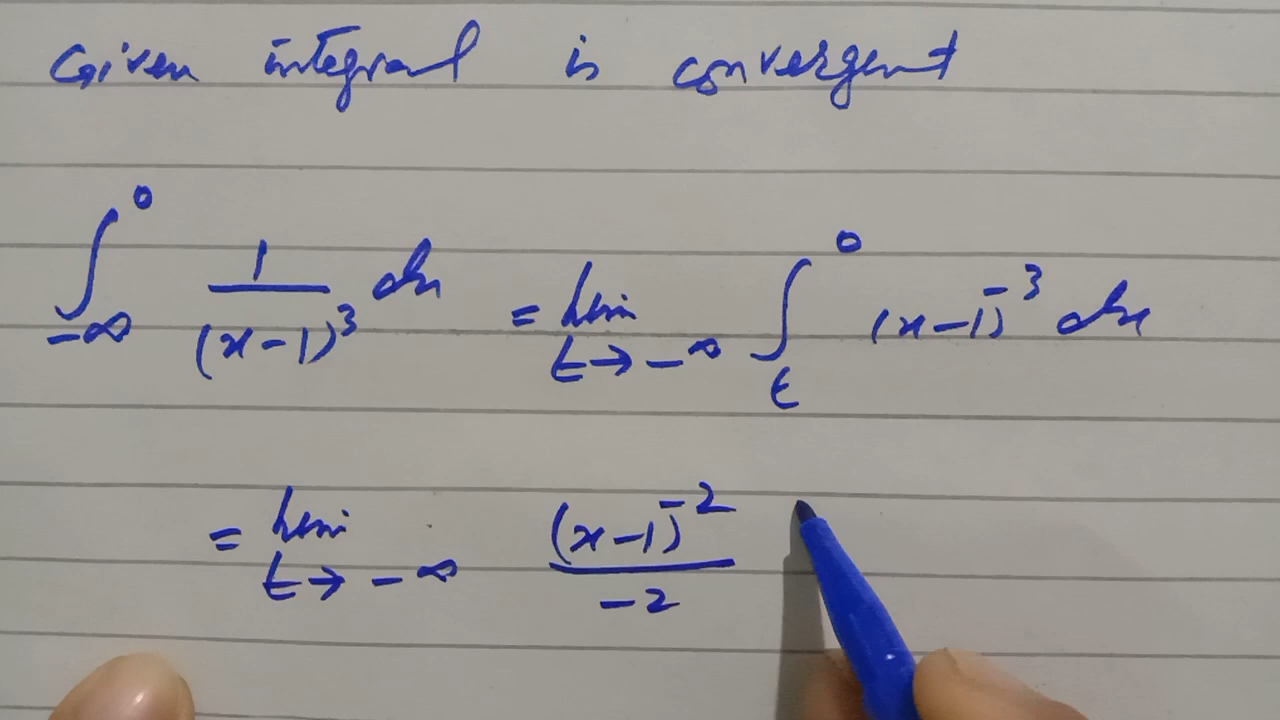 Given integral is convergent
∫_{-∞}^{0} 1/(x-1)^3 dx = lim_{t→-∞} ∫_{t}^{0} (x-1)^{-3} dx
= lim_{t→-∞} (x-1)^{-2}/-2